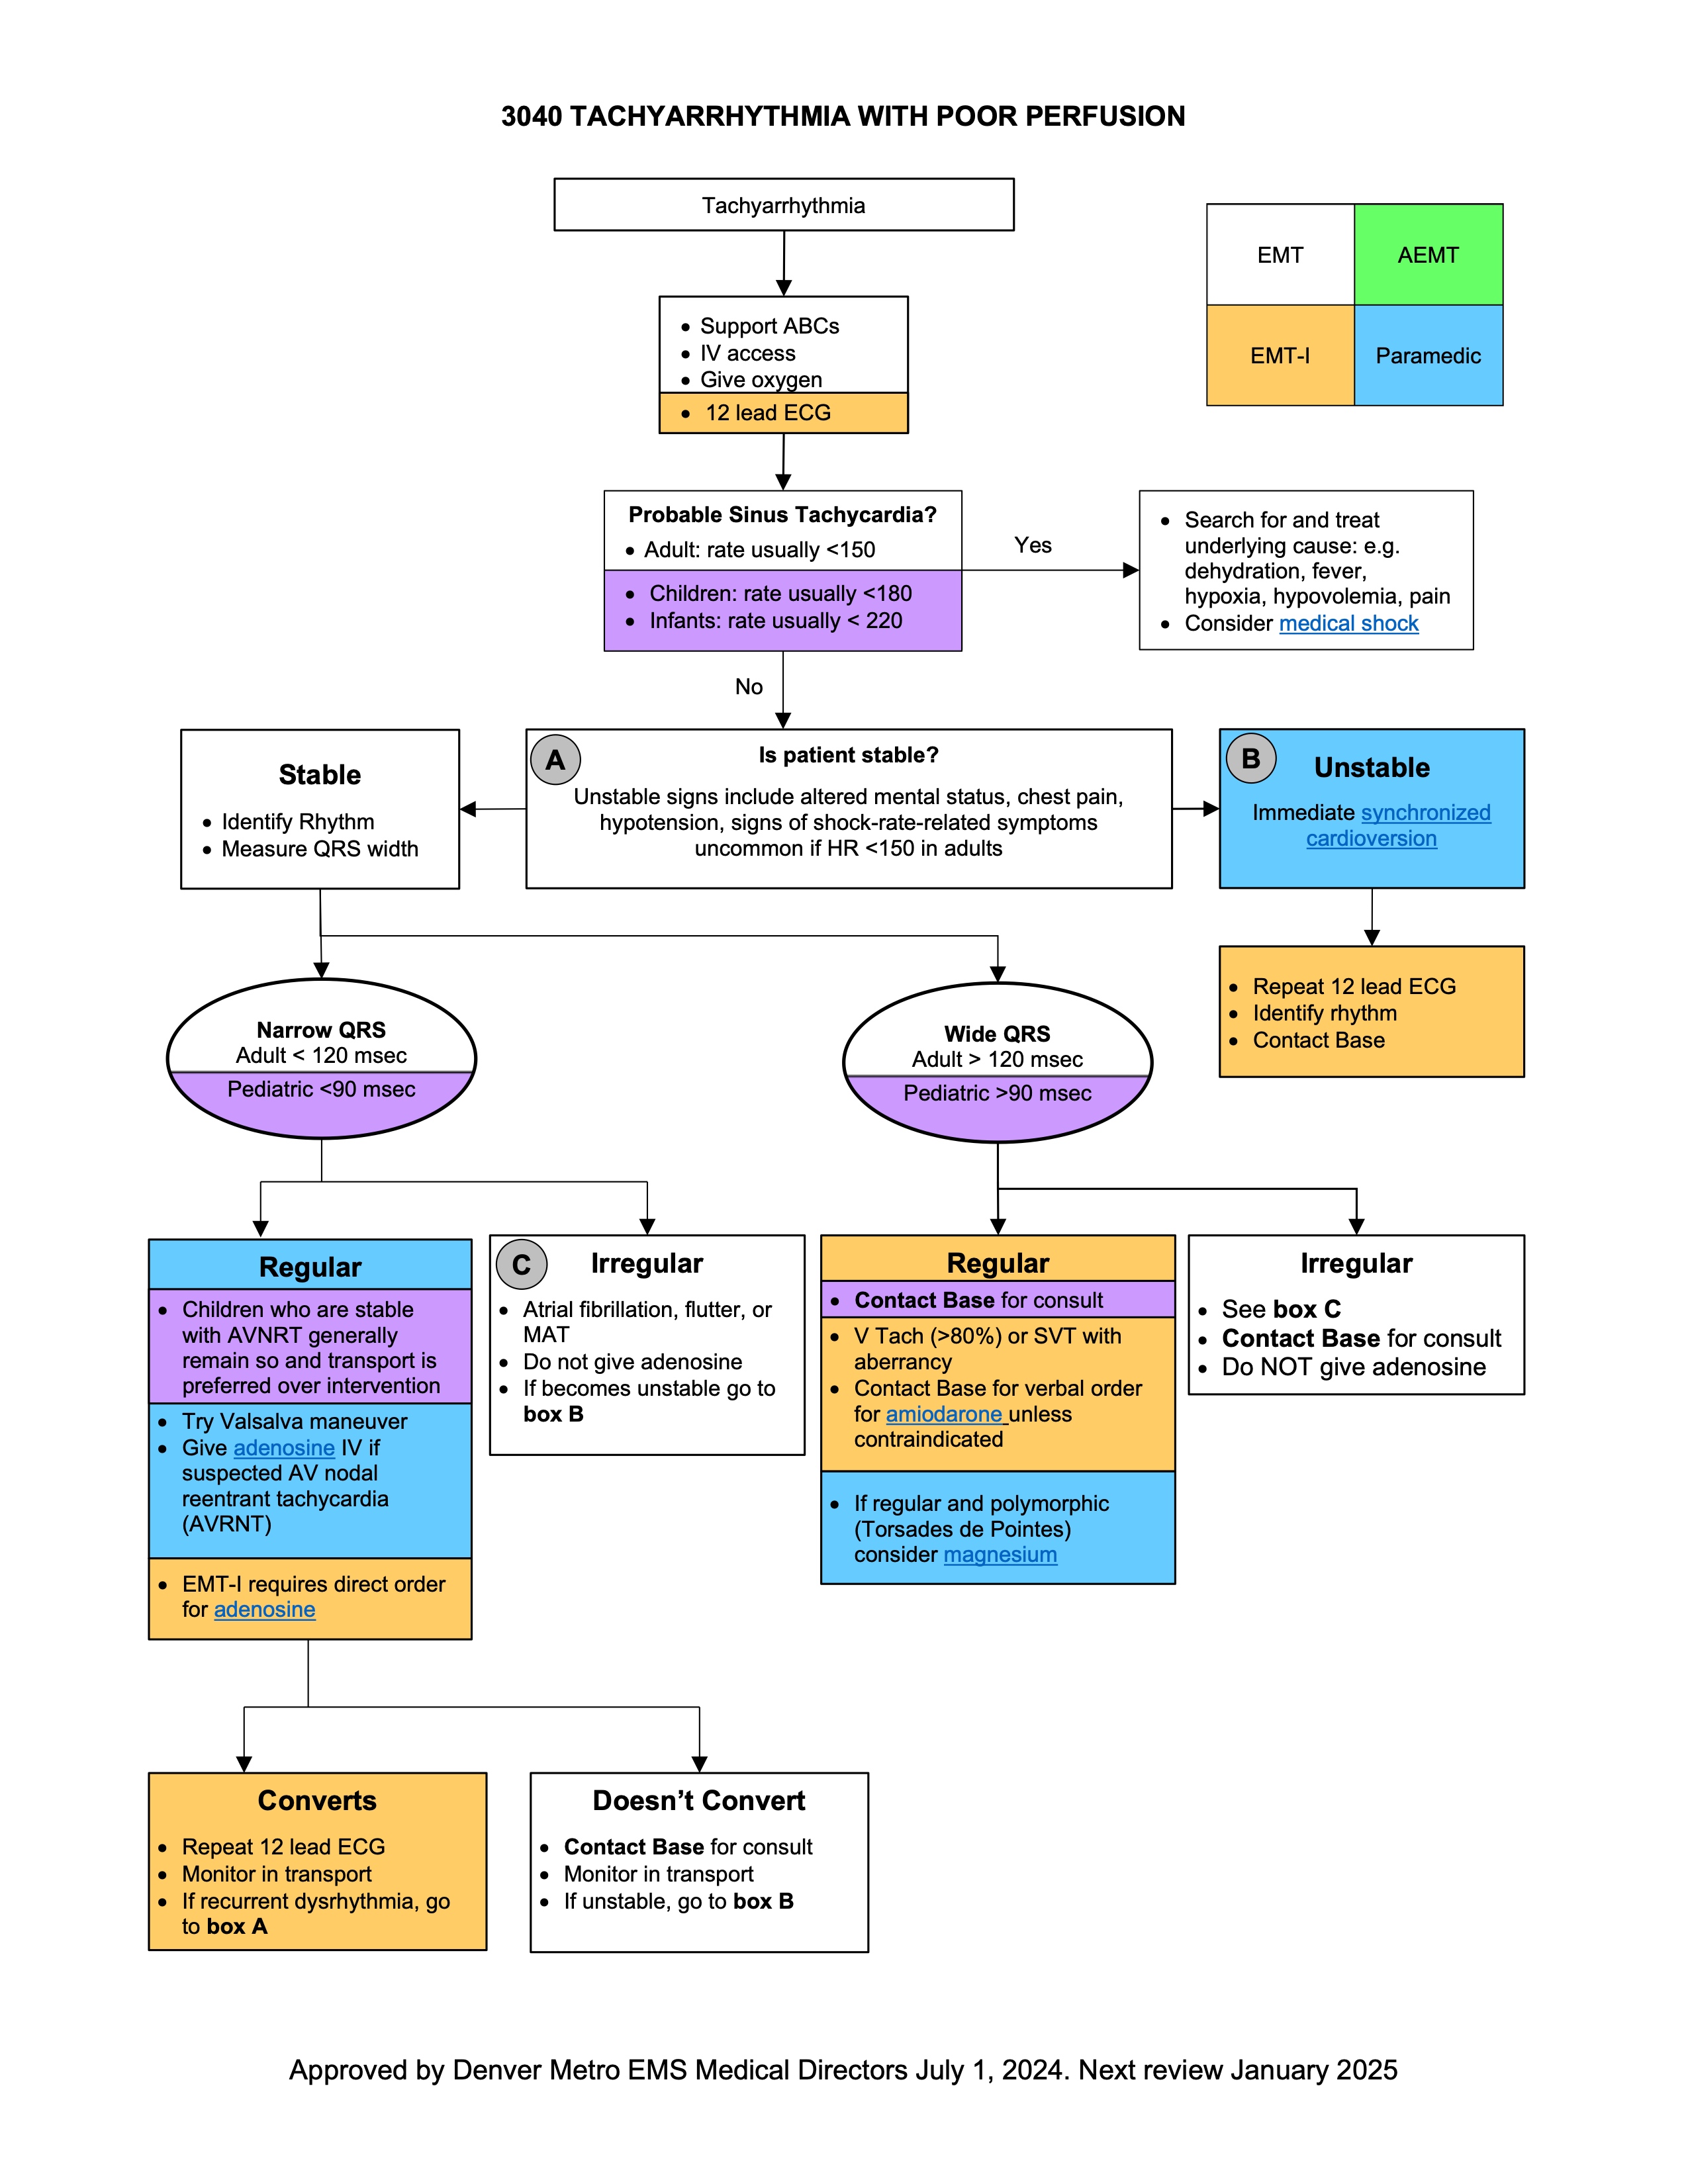 3040 TACHYARRHYTHMIA WITH POOR PERFUSION
Tachyarrhythmia
EMT
AEMT
EMT-I
Paramedic
• Support ABCs
• IV access
• Give oxygen
• 12 lead ECG
Probable Sinus Tachycardia?
• Adult: rate usually <150
• Children: rate usually <180
• Infants: rate usually < 220
Yes
• Search for and treat
underlying cause: e.g.
dehydration, fever,
hypoxia, hypovolemia, pain
• Consider medical shock
No
Stable
• Identify Rhythm
• Measure QRS width
A
Is patient stable?
Unstable signs include altered mental status, chest pain,
hypotension, signs of shock-rate-related symptoms
uncommon if HR <150 in adults
B
Unstable
Immediate synchronized
cardioversion
• Repeat 12 lead ECG
• Identify rhythm
• Contact Base
Narrow QRS
Adult < 120 msec
Pediatric <90 msec
Wide QRS
Adult > 120 msec
Pediatric >90 msec
Regular
• Children who are stable
with AVNRT generally
remain so and transport is
preferred over intervention
• Try Valsalva maneuver
• Give adenosine IV if
suspected AV nodal
reentrant tachycardia
(AVRNT)
• EMT-I requires direct order
for adenosine
C
Irregular
• Atrial fibrillation, flutter, or
MAT
• Do not give adenosine
• If becomes unstable go to
box B
Regular
• Contact Base for consult
• V Tach (>80%) or SVT with
aberrancy
• Contact Base for verbal order
for amiodarone unless
contraindicated
• If regular and polymorphic
(Torsades de Pointes)
consider magnesium
Irregular
• See box C
• Contact Base for consult
• Do NOT give adenosine
Converts
• Repeat 12 lead ECG
• Monitor in transport
• If recurrent dysrhythmia, go
to box A
Doesn’t Convert
• Contact Base for consult
• Monitor in transport
• If unstable, go to box B
Approved by Denver Metro EMS Medical Directors July 1, 2024. Next review January 2025